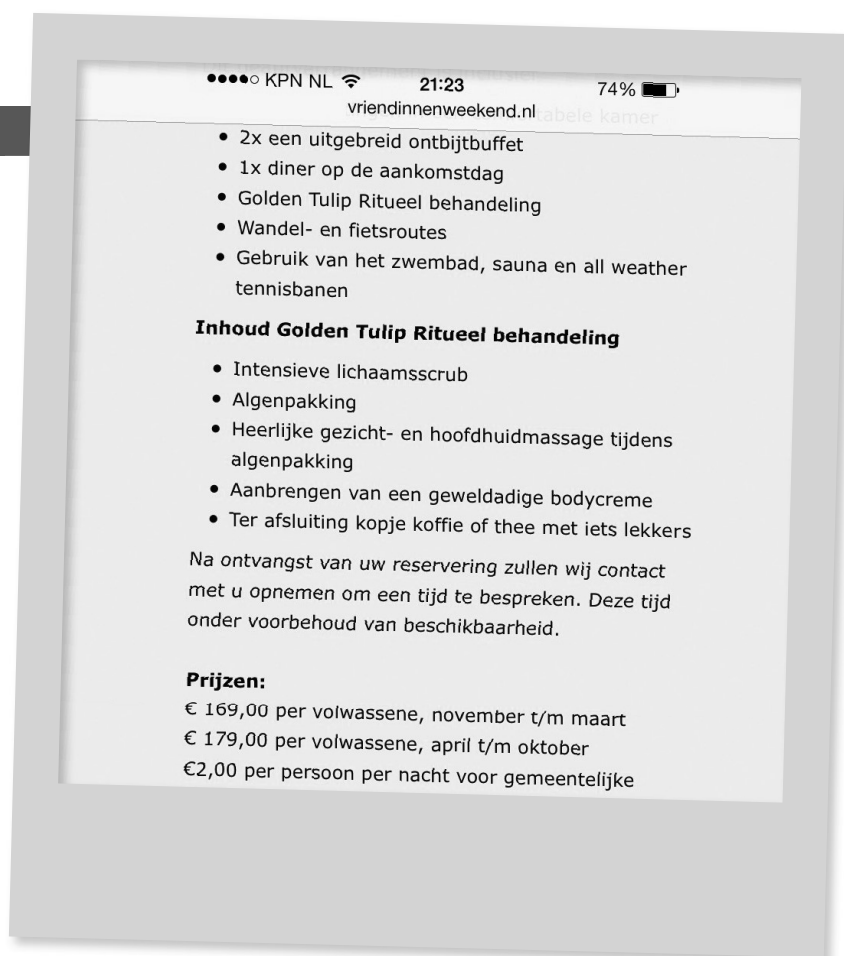 ●●●●○ KPN NL 21:23 74%
vriendinnenweekend.nl
tabele kamer
• 2x een uitgebreid ontbijtbuffet
• 1x diner op de aankomstdag
• Golden Tulip Ritueel behandeling
• Wandel- en fietsroutes
• Gebruik van het zwembad, sauna en all weather
tennisbanen
Inhoud Golden Tulip Ritueel behandeling
• Intensieve lichaamsscrub
• Algenpakking
• Heerlijke gezicht- en hoofdhuidmassage tijdens
algenpakking
• Aanbrengen van een geweldadige bodycreme
• Ter afsluiting kopje koffie of thee met iets lekkers
Na ontvangst van uw reservering zullen wij contact
met u opnemen om een tijd te bespreken. Deze tijd
onder voorbehoud van beschikbaarheid.
Prijzen:
€ 169,00 per volwassene, november t/m maart
€ 179,00 per volwassene, april t/m oktober
€2,00 per persoon per nacht voor gemeentelijke